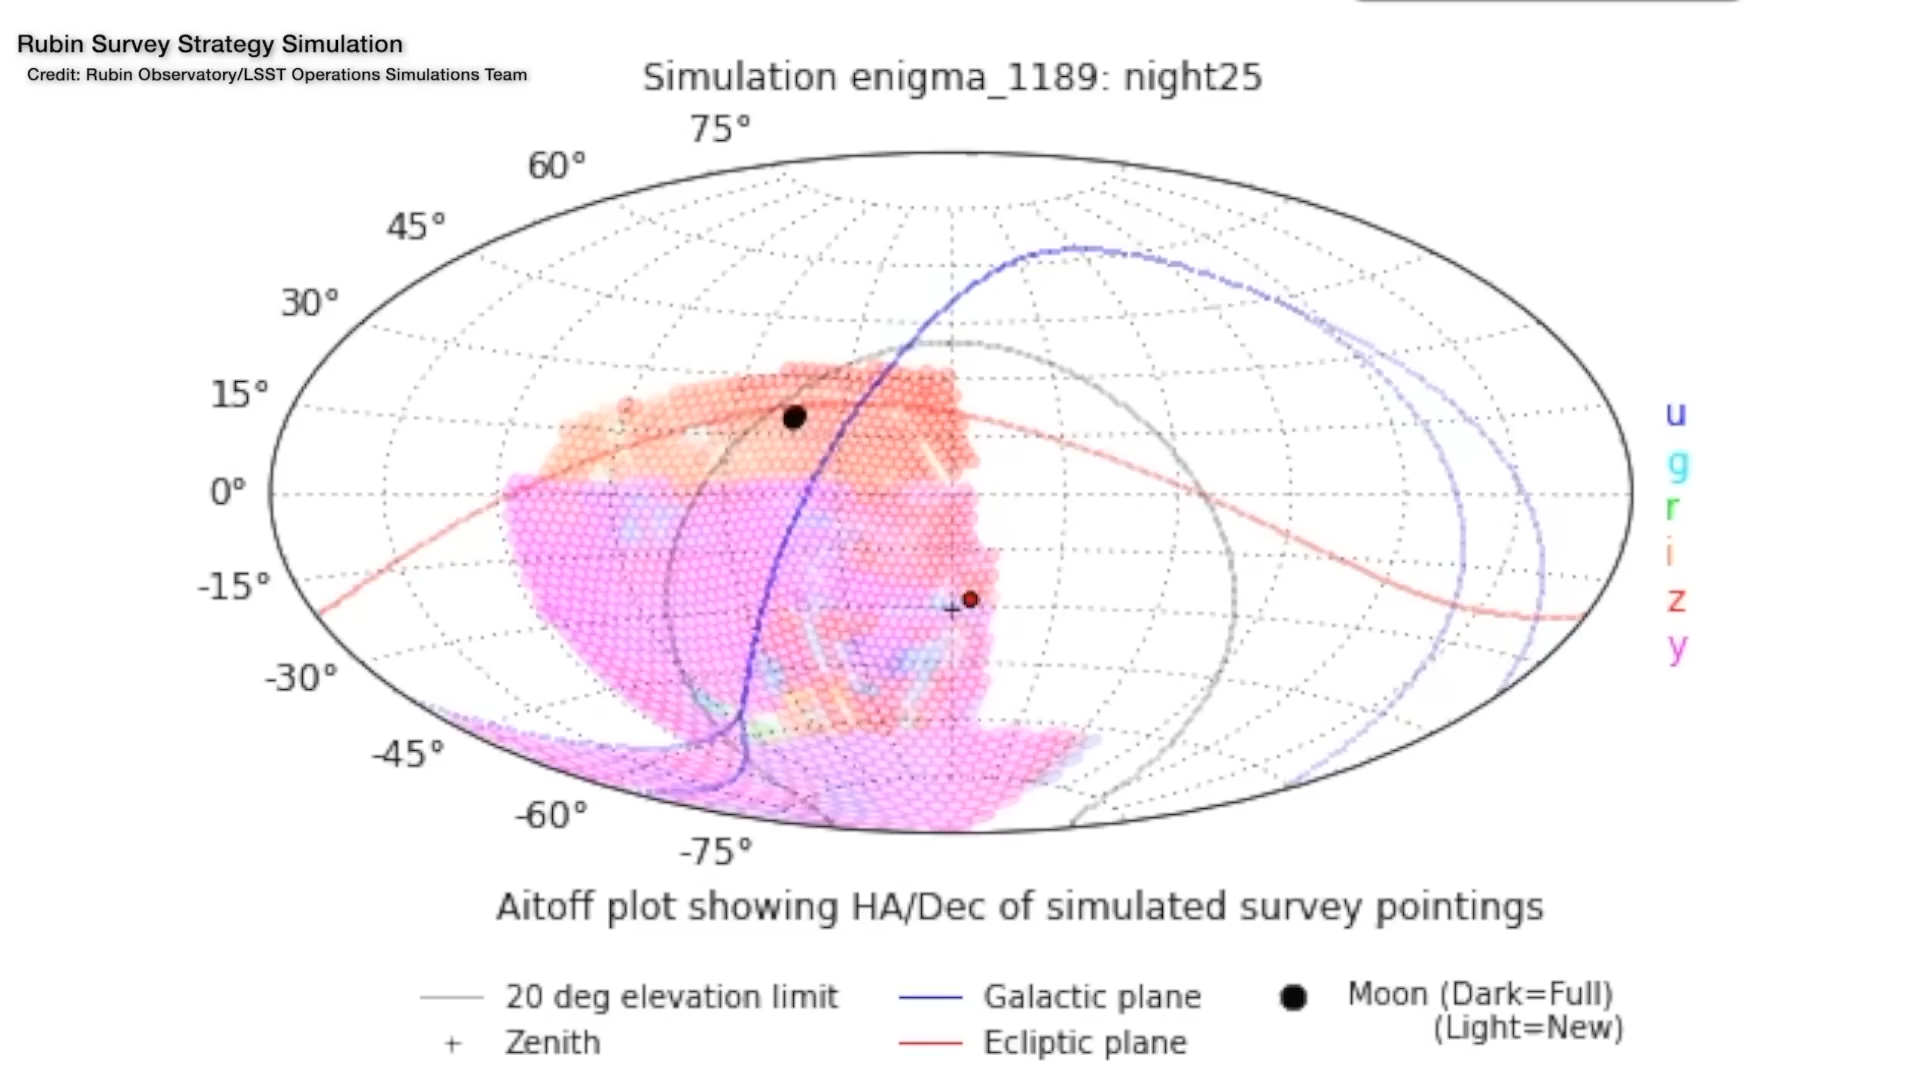 Rubin Survey Strategy Simulation
Credit: Rubin Observatory/LSST Operations Simulations Team
Simulation enigma_1189: night25
75°
60°
45°
30°
15°
0°
-15°
-30°
-45°
-60°
-75°
u
g
r
i
z
y
Aitoff plot showing HA/Dec of simulated survey pointings
20 deg elevation limit
Galactic plane
Moon (Dark=Full)
(Light=New)
+ Zenith
Ecliptic plane